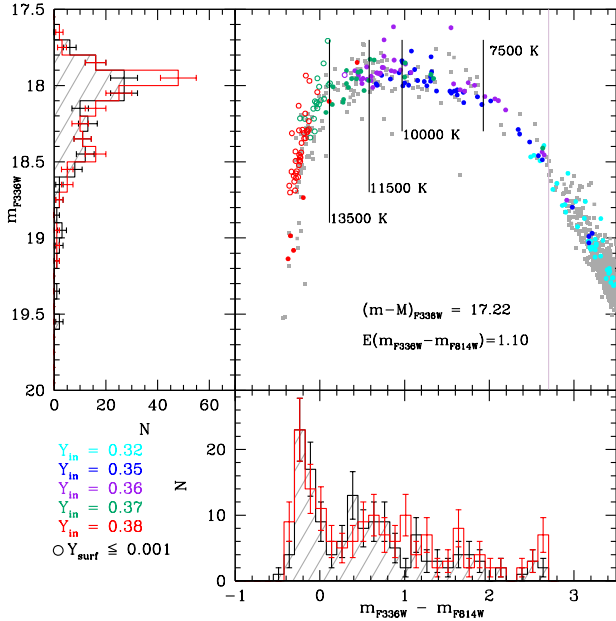 17.5
18
18.5
19
19.5
20
m_F336W
0
20
40
60
N
7500 K
10000 K
11500 K
13500 K
(m−M)_F336W = 17.22
E(m_F336W−m_F814W)=1.10
Y_in = 0.32
Y_in = 0.35
Y_in = 0.36
Y_in = 0.37
Y_in = 0.38
Y_surf ≤ 0.001
N
20
10
0
−1
0
1
2
3
m_F336W − m_F814W